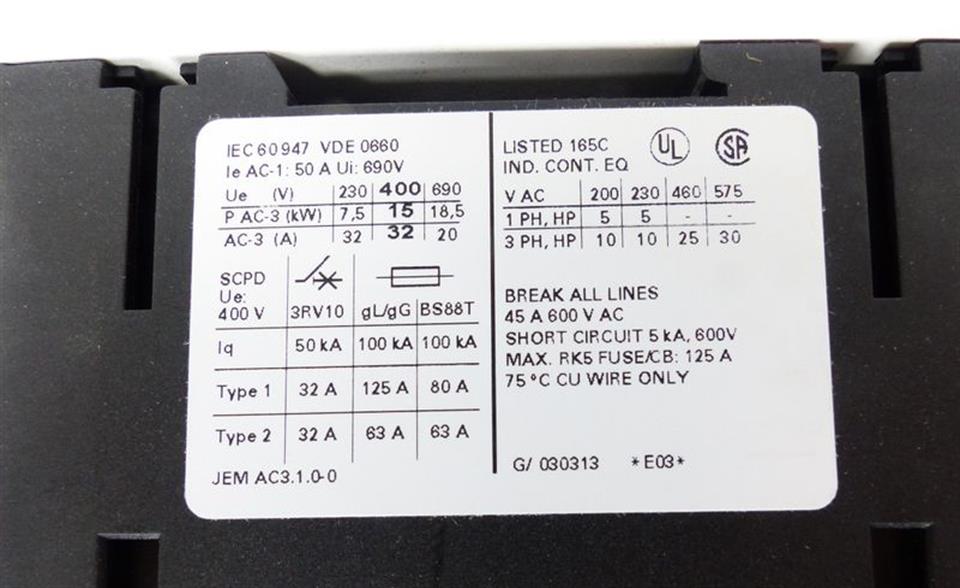 IEC 60947 VDE 0660
Ie AC-1: 50 A Ui: 690V
Ue (V) 230 400 690
P AC-3 (kW) 7,5 15 18,5
AC-3 (A) 32 32 20
SCPD
Ue:
400 V 3RV10 gL/gG BS88T
Iq 50 kA 100 kA 100 kA
Type 1 32 A 125 A 80 A
Type 2 32 A 63 A 63 A
JEM AC3.1.0-0
LISTED 165C UL SA
IND. CONT. EQ
V AC 200 230 460 575
1 PH, HP 5 5 - -
3 PH, HP 10 10 25 30
BREAK ALL LINES
45 A 600 V AC
SHORT CIRCUIT 5 kA, 600V
MAX. RK5 FUSE/CB: 125 A
75 °C CU WIRE ONLY
G/ 030313 *E03*